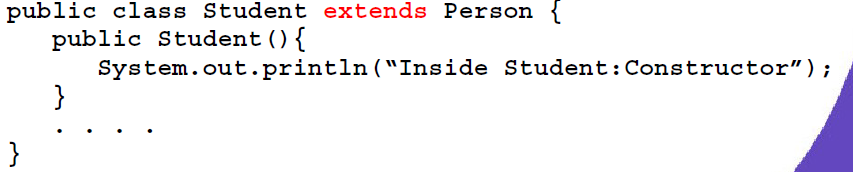 public class Student extends Person {
public Student(){
System.out.println(“Inside Student:Constructor”);
}
. . . .
}